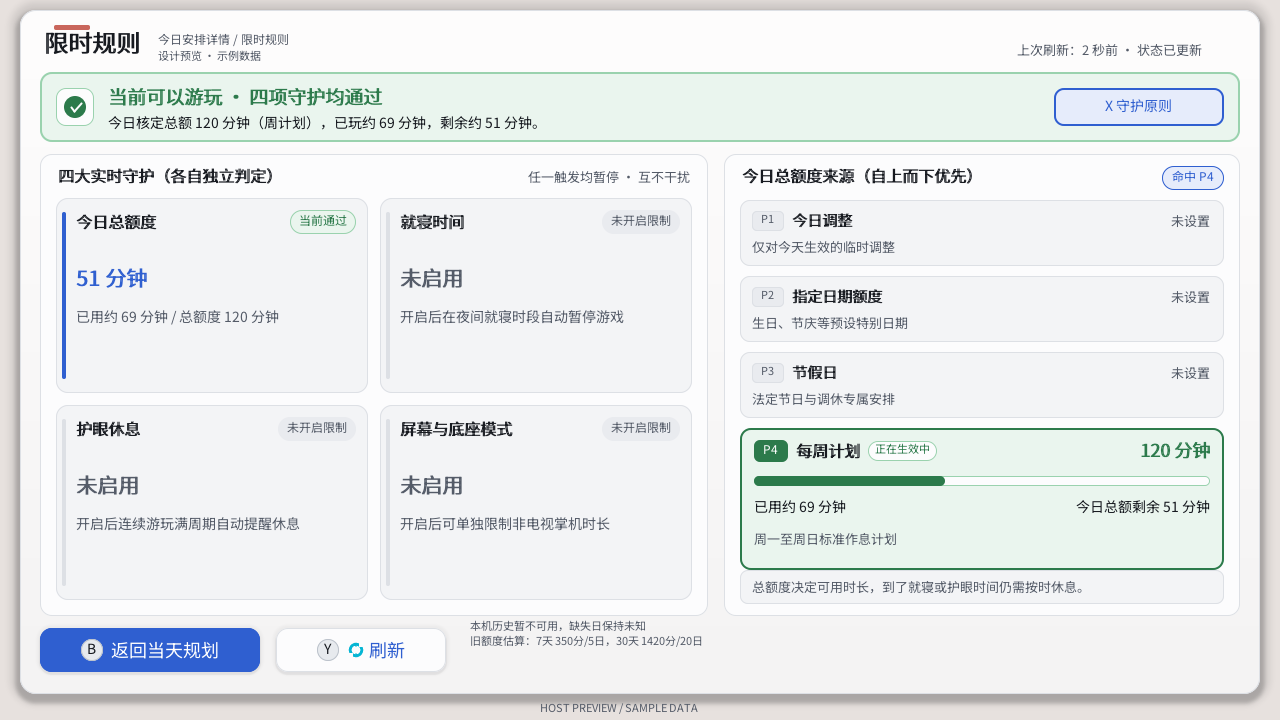 限时规则
今日安排详情 / 限时规则
设计预览 · 示例数据
上次刷新：2 秒前 · 状态已更新
当前可以游玩 · 四项守护均通过
今日核定总额 120 分钟（周计划），已玩约 69 分钟，剩余约 51 分钟。
X 守护原则
四大实时守护（各自独立判定）
任一触发均暂停 · 互不干扰
今日总额度
当前通过
51 分钟
已用约 69 分钟 / 总额度 120 分钟
就寝时间
未开启限制
未启用
开启后在夜间就寝时段自动暂停游戏
护眼休息
未开启限制
未启用
开启后连续游玩满周期自动提醒休息
屏幕与底座模式
未开启限制
未启用
开启后可单独限制非电视掌机时长
今日总额度来源（自上而下优先）
命中 P4
P1 今日调整
未设置
仅对今天生效的临时调整
P2 指定日期额度
未设置
生日、节庆等预设特别日期
P3 节假日
未设置
法定节日与调休专属安排
P4 每周计划 正在生效中
120 分钟
已用约 69 分钟
今日总额剩余 51 分钟
周一至周日标准作息计划
总额度决定可用时长，到了就寝或护眼时间仍需按时休息。
B 返回当天规划
Y 刷新
本机历史暂不可用，缺失日保持未知
旧额度估算：7天 350分/5日，30天 1420分/20日
HOST PREVIEW / SAMPLE DATA